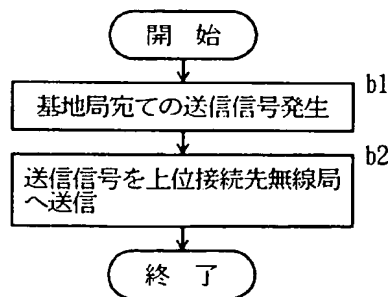 開 始
b1
基地局宛ての送信信号発生
b2
送信信号を上位接続先無線局
へ送信
終 了